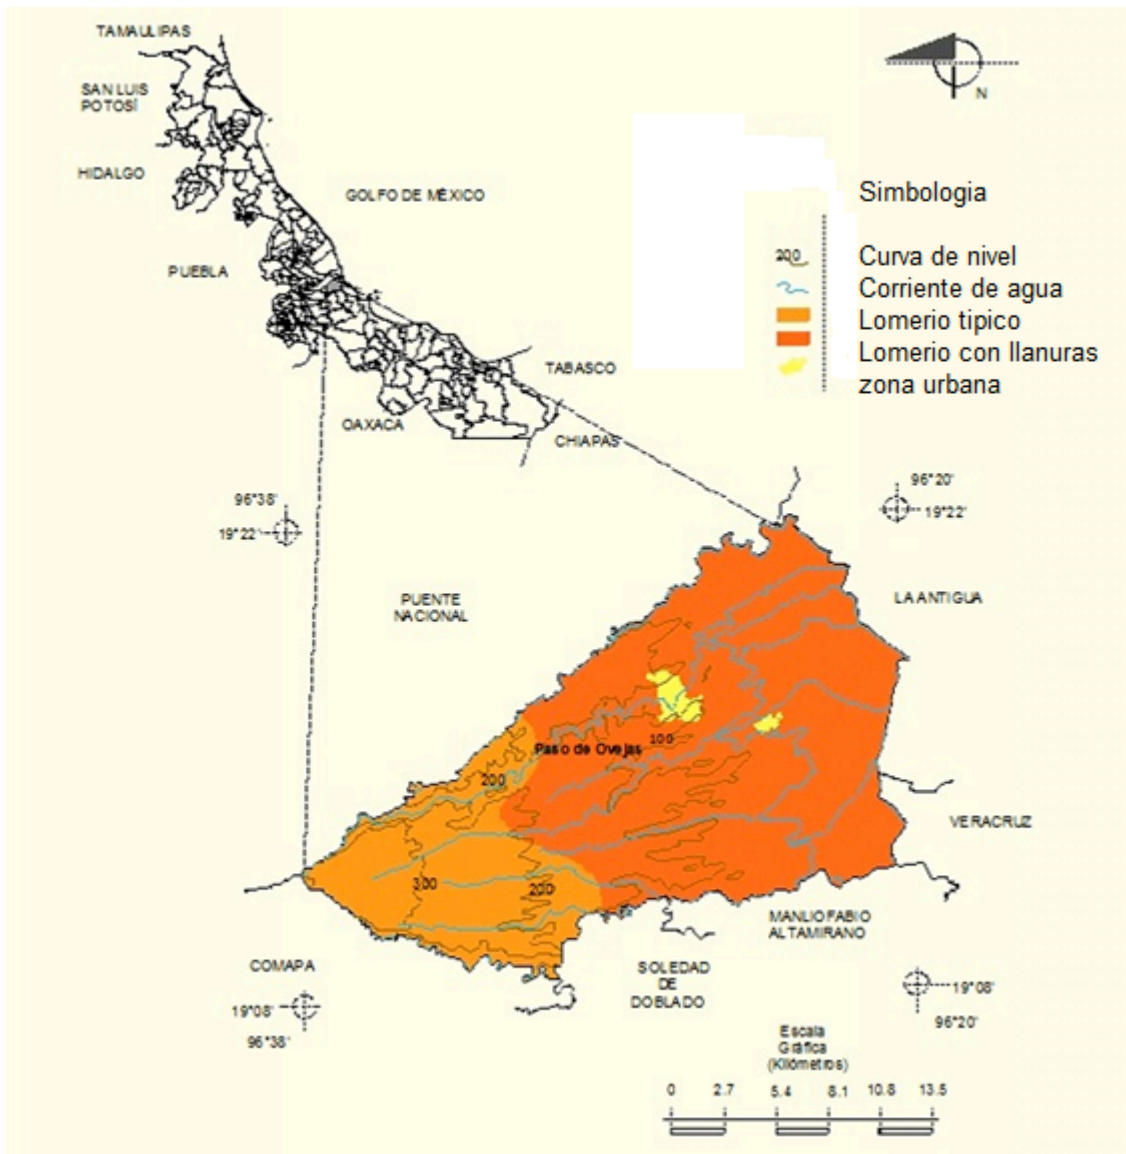 TAMAULIPAS
SAN LUIS
POTOSÍ
HIDALGO
GOLFO DE MÉXICO
PUEBLA
TABASCO
OAXACA
CHIAPAS
N
Simbologia
200
Curva de nivel
Corriente de agua
Lomerio tipico
Lomerio con llanuras
zona urbana
96°38'
19°22'
96°20'
19°22'
PUENTE
NACIONAL
LA ANTIGUA
Paso de Ovejas
100
200
300
200
VERACRUZ
MANLIO FABIO
ALTAMIRANO
COMAPA
SOLEDAD
DE
DOBLADO
19°08'
96°38'
19°08'
96°20'
Escala
Gráfica
(Kilómetros)
0 2.7 5.4 8.1 10.8 13.5